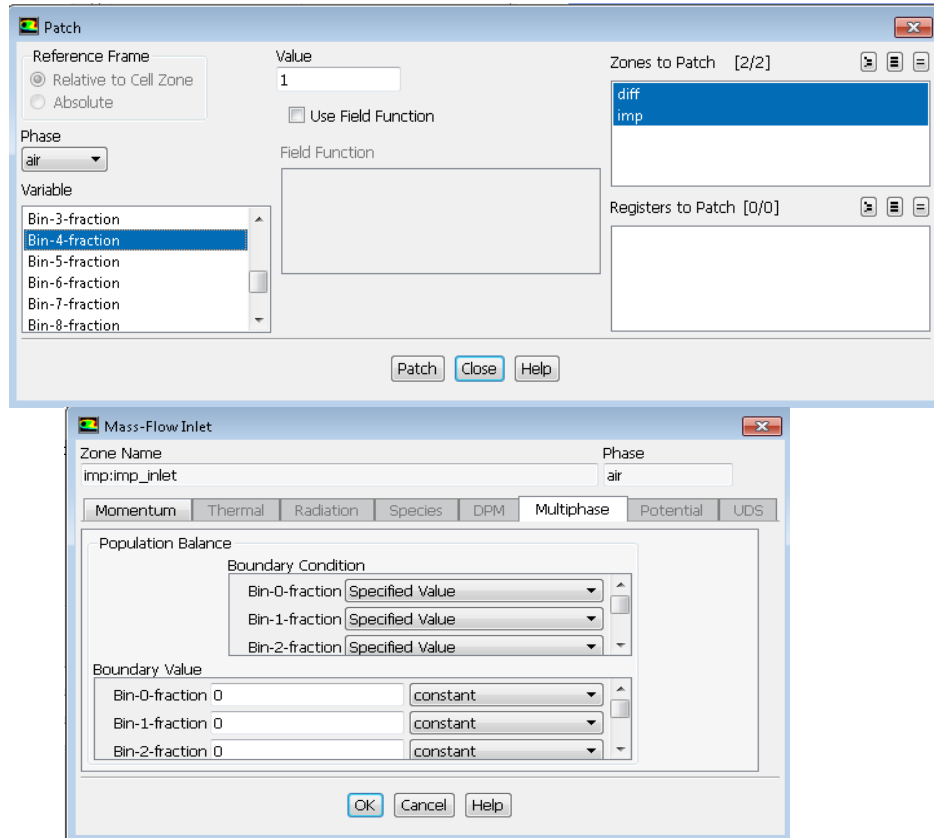 Patch
Reference Frame
Relative to Cell Zone
Absolute
Phase
air
Variable
Bin-3-fraction
Bin-4-fraction
Bin-5-fraction
Bin-6-fraction
Bin-7-fraction
Bin-8-fraction
Value
1
Use Field Function
Field Function
Zones to Patch [2/2]
diff
imp
Registers to Patch [0/0]
Patch Close Help
Mass-Flow Inlet
Zone Name Phase
imp:imp_inlet air
Momentum Thermal Radiation Species DPM Multiphase Potential UDS
Population Balance
Boundary Condition
Bin-0-fraction Specified Value
Bin-1-fraction Specified Value
Bin-2-fraction Specified Value
Boundary Value
Bin-0-fraction 0 constant
Bin-1-fraction 0 constant
Bin-2-fraction 0 constant
OK Cancel Help